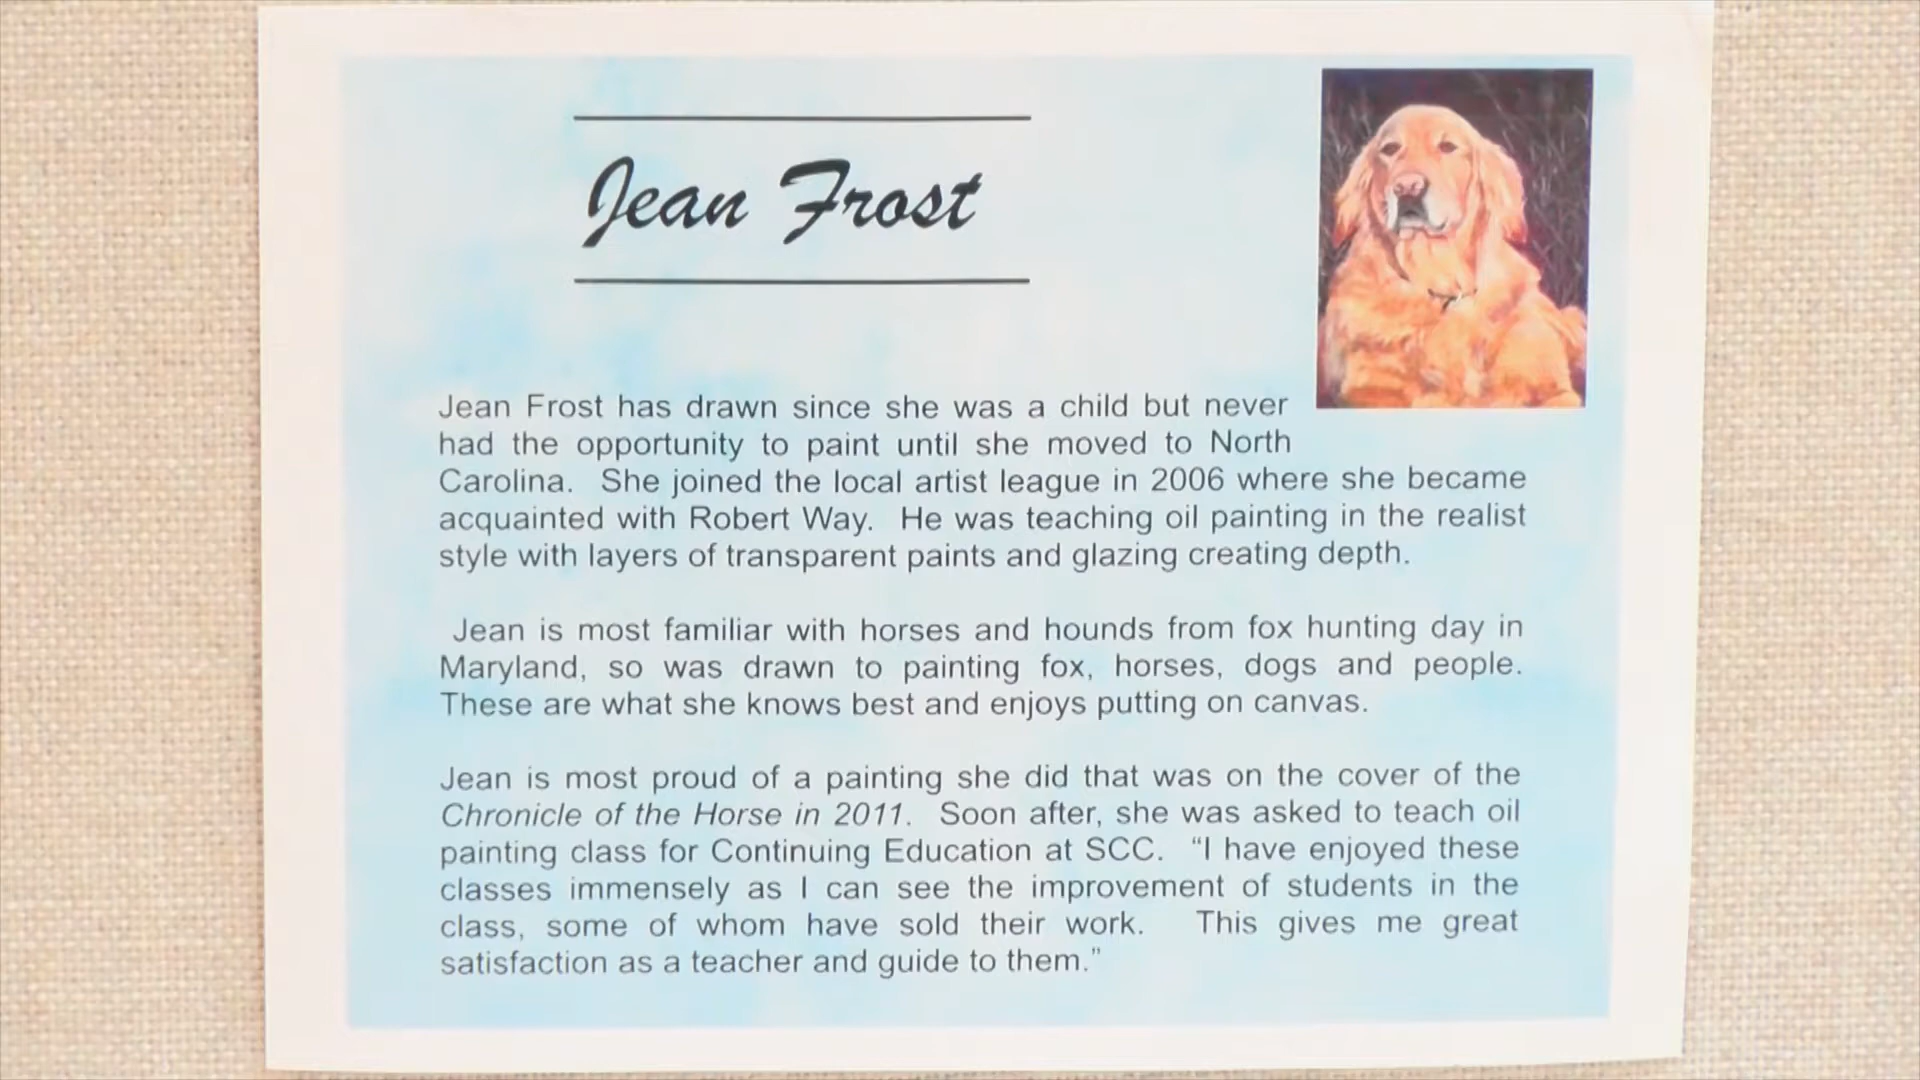 Jean Frost
Jean Frost has drawn since she was a child but never
had the opportunity to paint until she moved to North
Carolina. She joined the local artist league in 2006 where she became
acquainted with Robert Way. He was teaching oil painting in the realist
style with layers of transparent paints and glazing creating depth.
Jean is most familiar with horses and hounds from fox hunting day in
Maryland, so was drawn to painting fox, horses, dogs and people.
These are what she knows best and enjoys putting on canvas.
Jean is most proud of a painting she did that was on the cover of the
Chronicle of the Horse in 2011. Soon after, she was asked to teach oil
painting class for Continuing Education at SCC. “I have enjoyed these
classes immensely as I can see the improvement of students in the
class, some of whom have sold their work. This gives me great
satisfaction as a teacher and guide to them.”